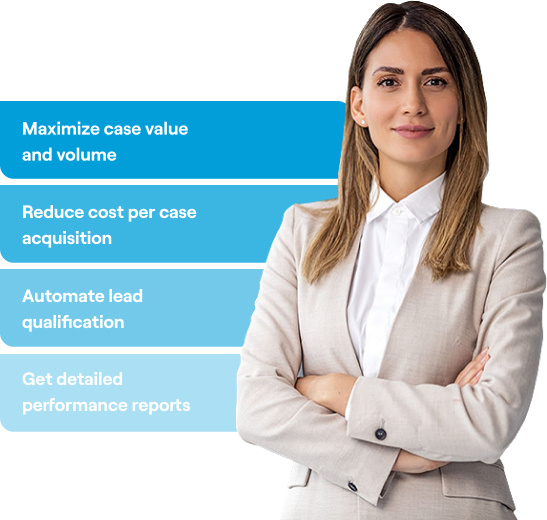 Maximize case value
and volume
Reduce cost per case
acquisition
Automate lead
qualification
Get detailed
performance reports